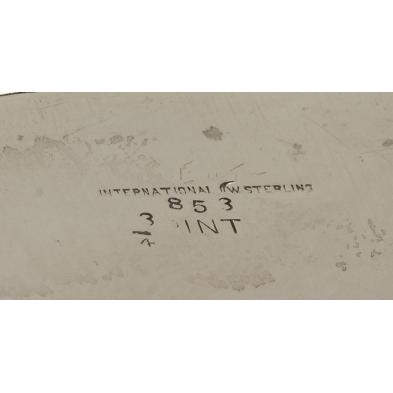 INTERNATIONAL W STERLING
853
3/4 PINT